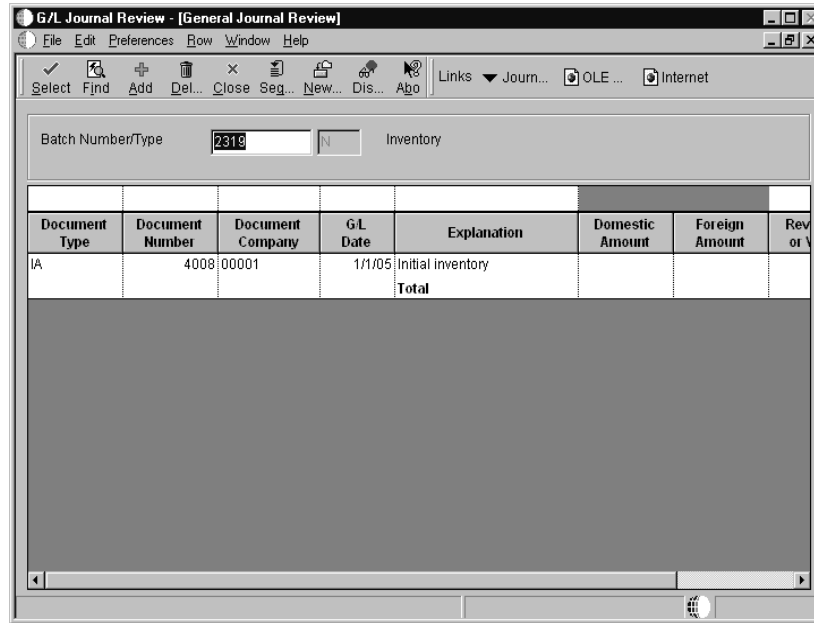 G/L Journal Review - [General Journal Review]
File Edit Preferences Row Window Help
Select Find Add Del... Close Seg... New... Dis... Abo Links Journ... OLE ... Internet
Batch Number/Type 2319 N Inventory
Document Type Document Number Document Company G/L Date Explanation Domestic Amount Foreign Amount Rev or V
IA 4008 00001 1/1/05 Initial inventory
Total